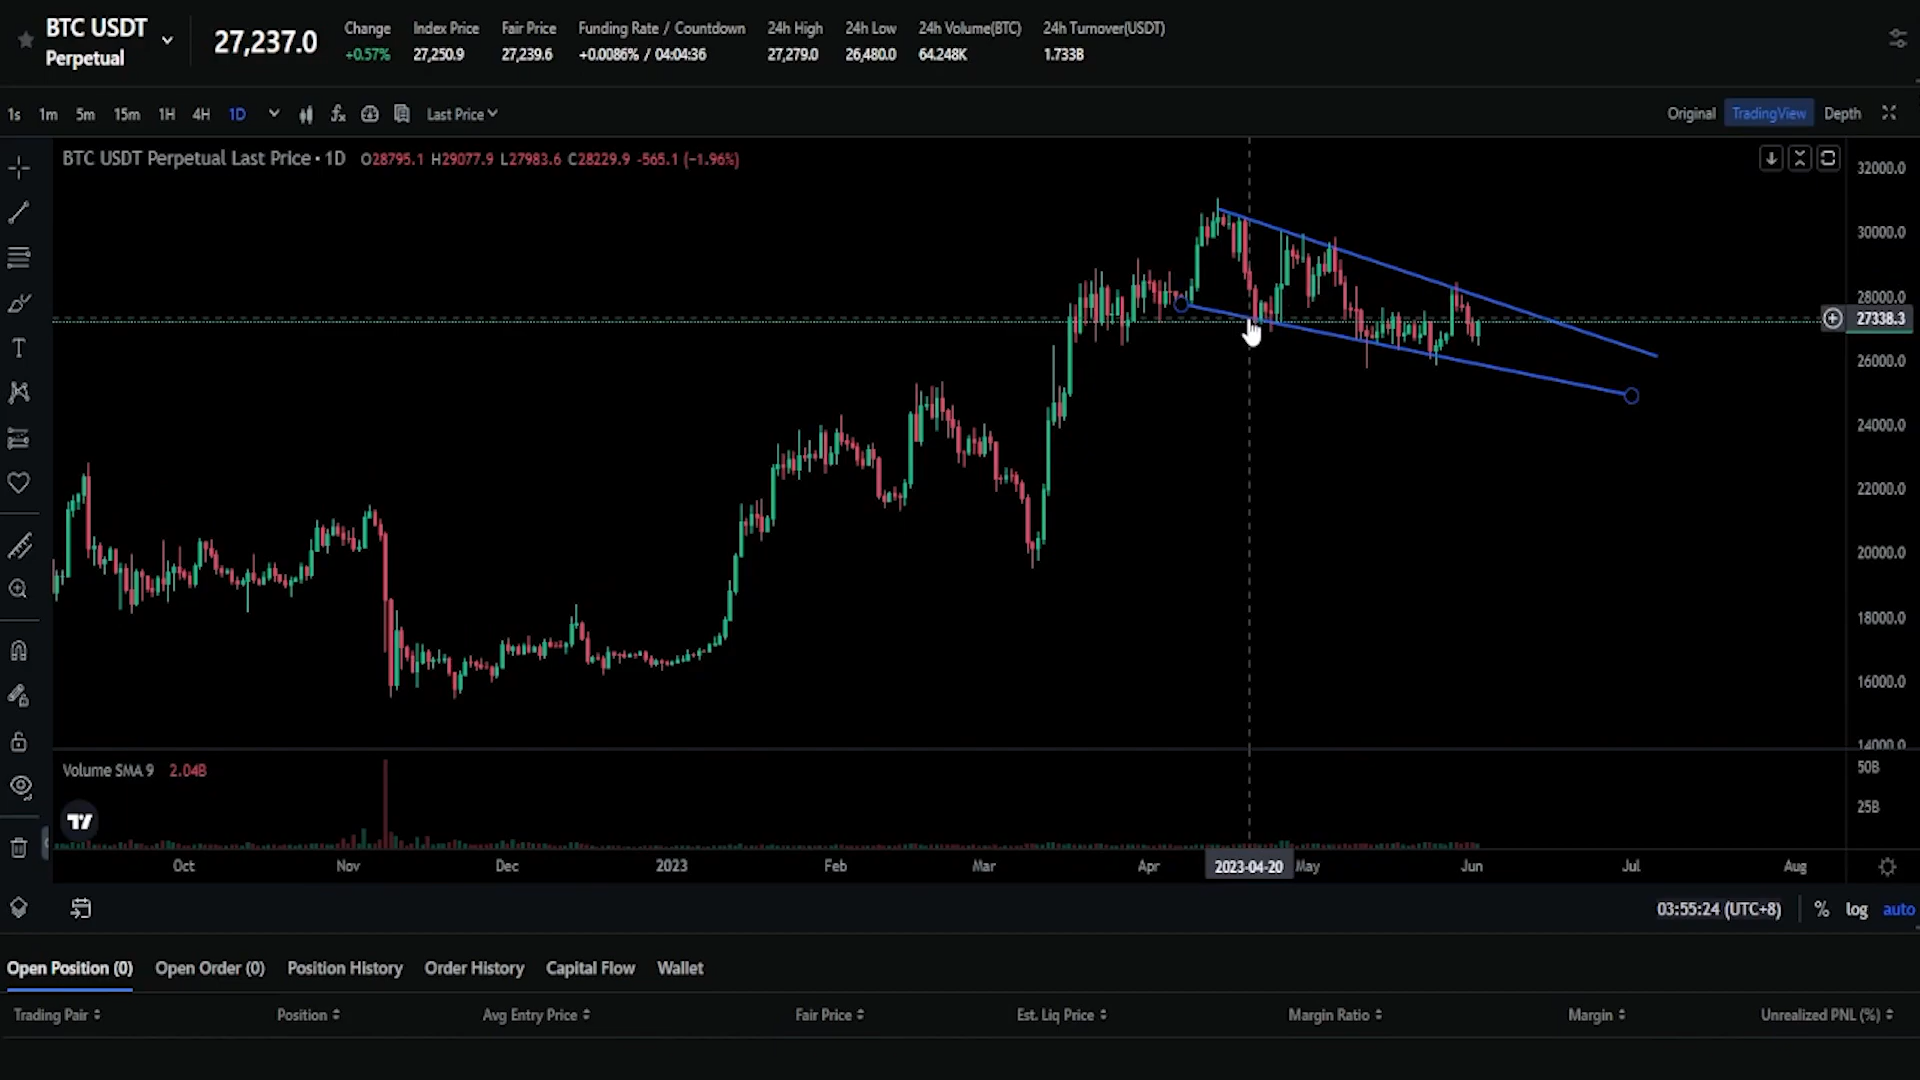 BTC USDT
Perpetual
27,237.0
Change
+0.57%
Index Price
27,250.9
Fair Price
27,239.6
Funding Rate / Countdown
+0.0086% / 04:04:36
24h High
27,279.0
24h Low
26,480.0
24h Volume(BTC)
64.248K
24h Turnover(USDT)
1.733B
1s 1m 5m 15m 1H 4H 1D Last Price Original TradingView Depth
BTC USDT Perpetual Last Price • 1D O28795.1 H29077.9 L27983.6 C28229.9 -565.1 (-1.96%)
32000.0
30000.0
28000.0
27338.3
26000.0
24000.0
22000.0
20000.0
18000.0
16000.0
14000.0
Volume SMA 9 2.04B
50B
25B
Oct Nov Dec 2023 Feb Mar Apr 2023-04-20 May Jun Jul Aug
03:55:24 (UTC+8) % log auto
Open Position (0) Open Order (0) Position History Order History Capital Flow Wallet
Trading Pair Position Avg Entry Price Fair Price Est. Liq Price Margin Ratio Margin Unrealized PNL (%)